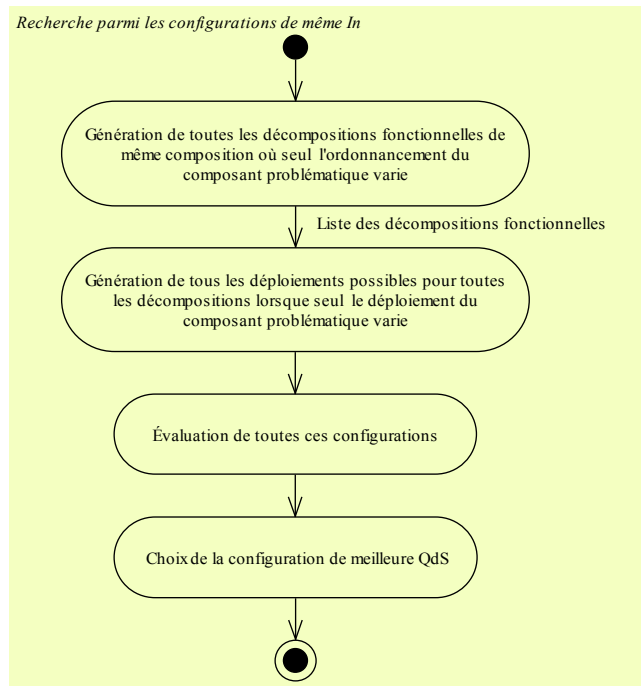 Recherche parmi les configurations de même In
Génération de toutes les décompositions fonctionnelles de
même composition où seul l'ordonnancement du
composant problématique varie
Liste des décompositions fonctionnelles
Génération de tous les déploiements possibles pour toutes
les décompositions lorsque seul le déploiement du
composant problématique varie
Évaluation de toutes ces configurations
Choix de la configuration de meilleure QdS